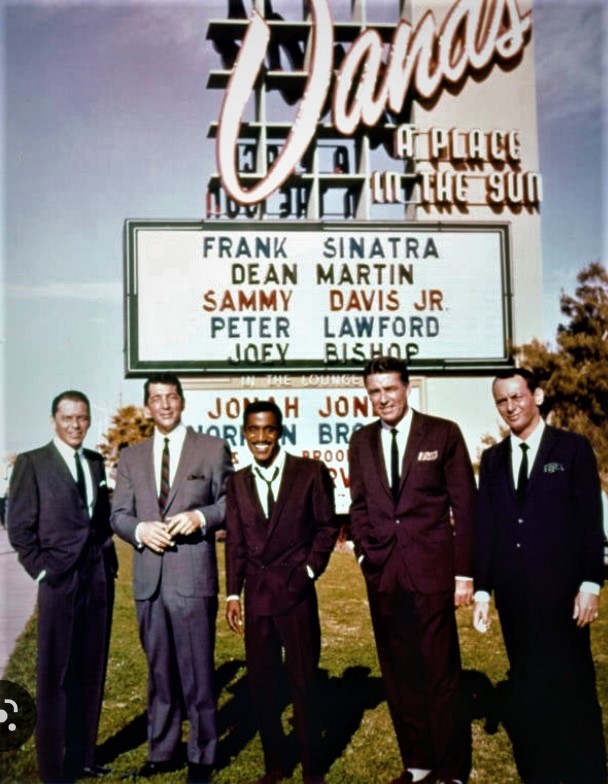 Sands
A PLACE
IN THE SUN
FRANK SINATRA
DEAN MARTIN
SAMMY DAVIS JR.
PETER LAWFORD
JOEY BISHOP
IN THE LOUNGE